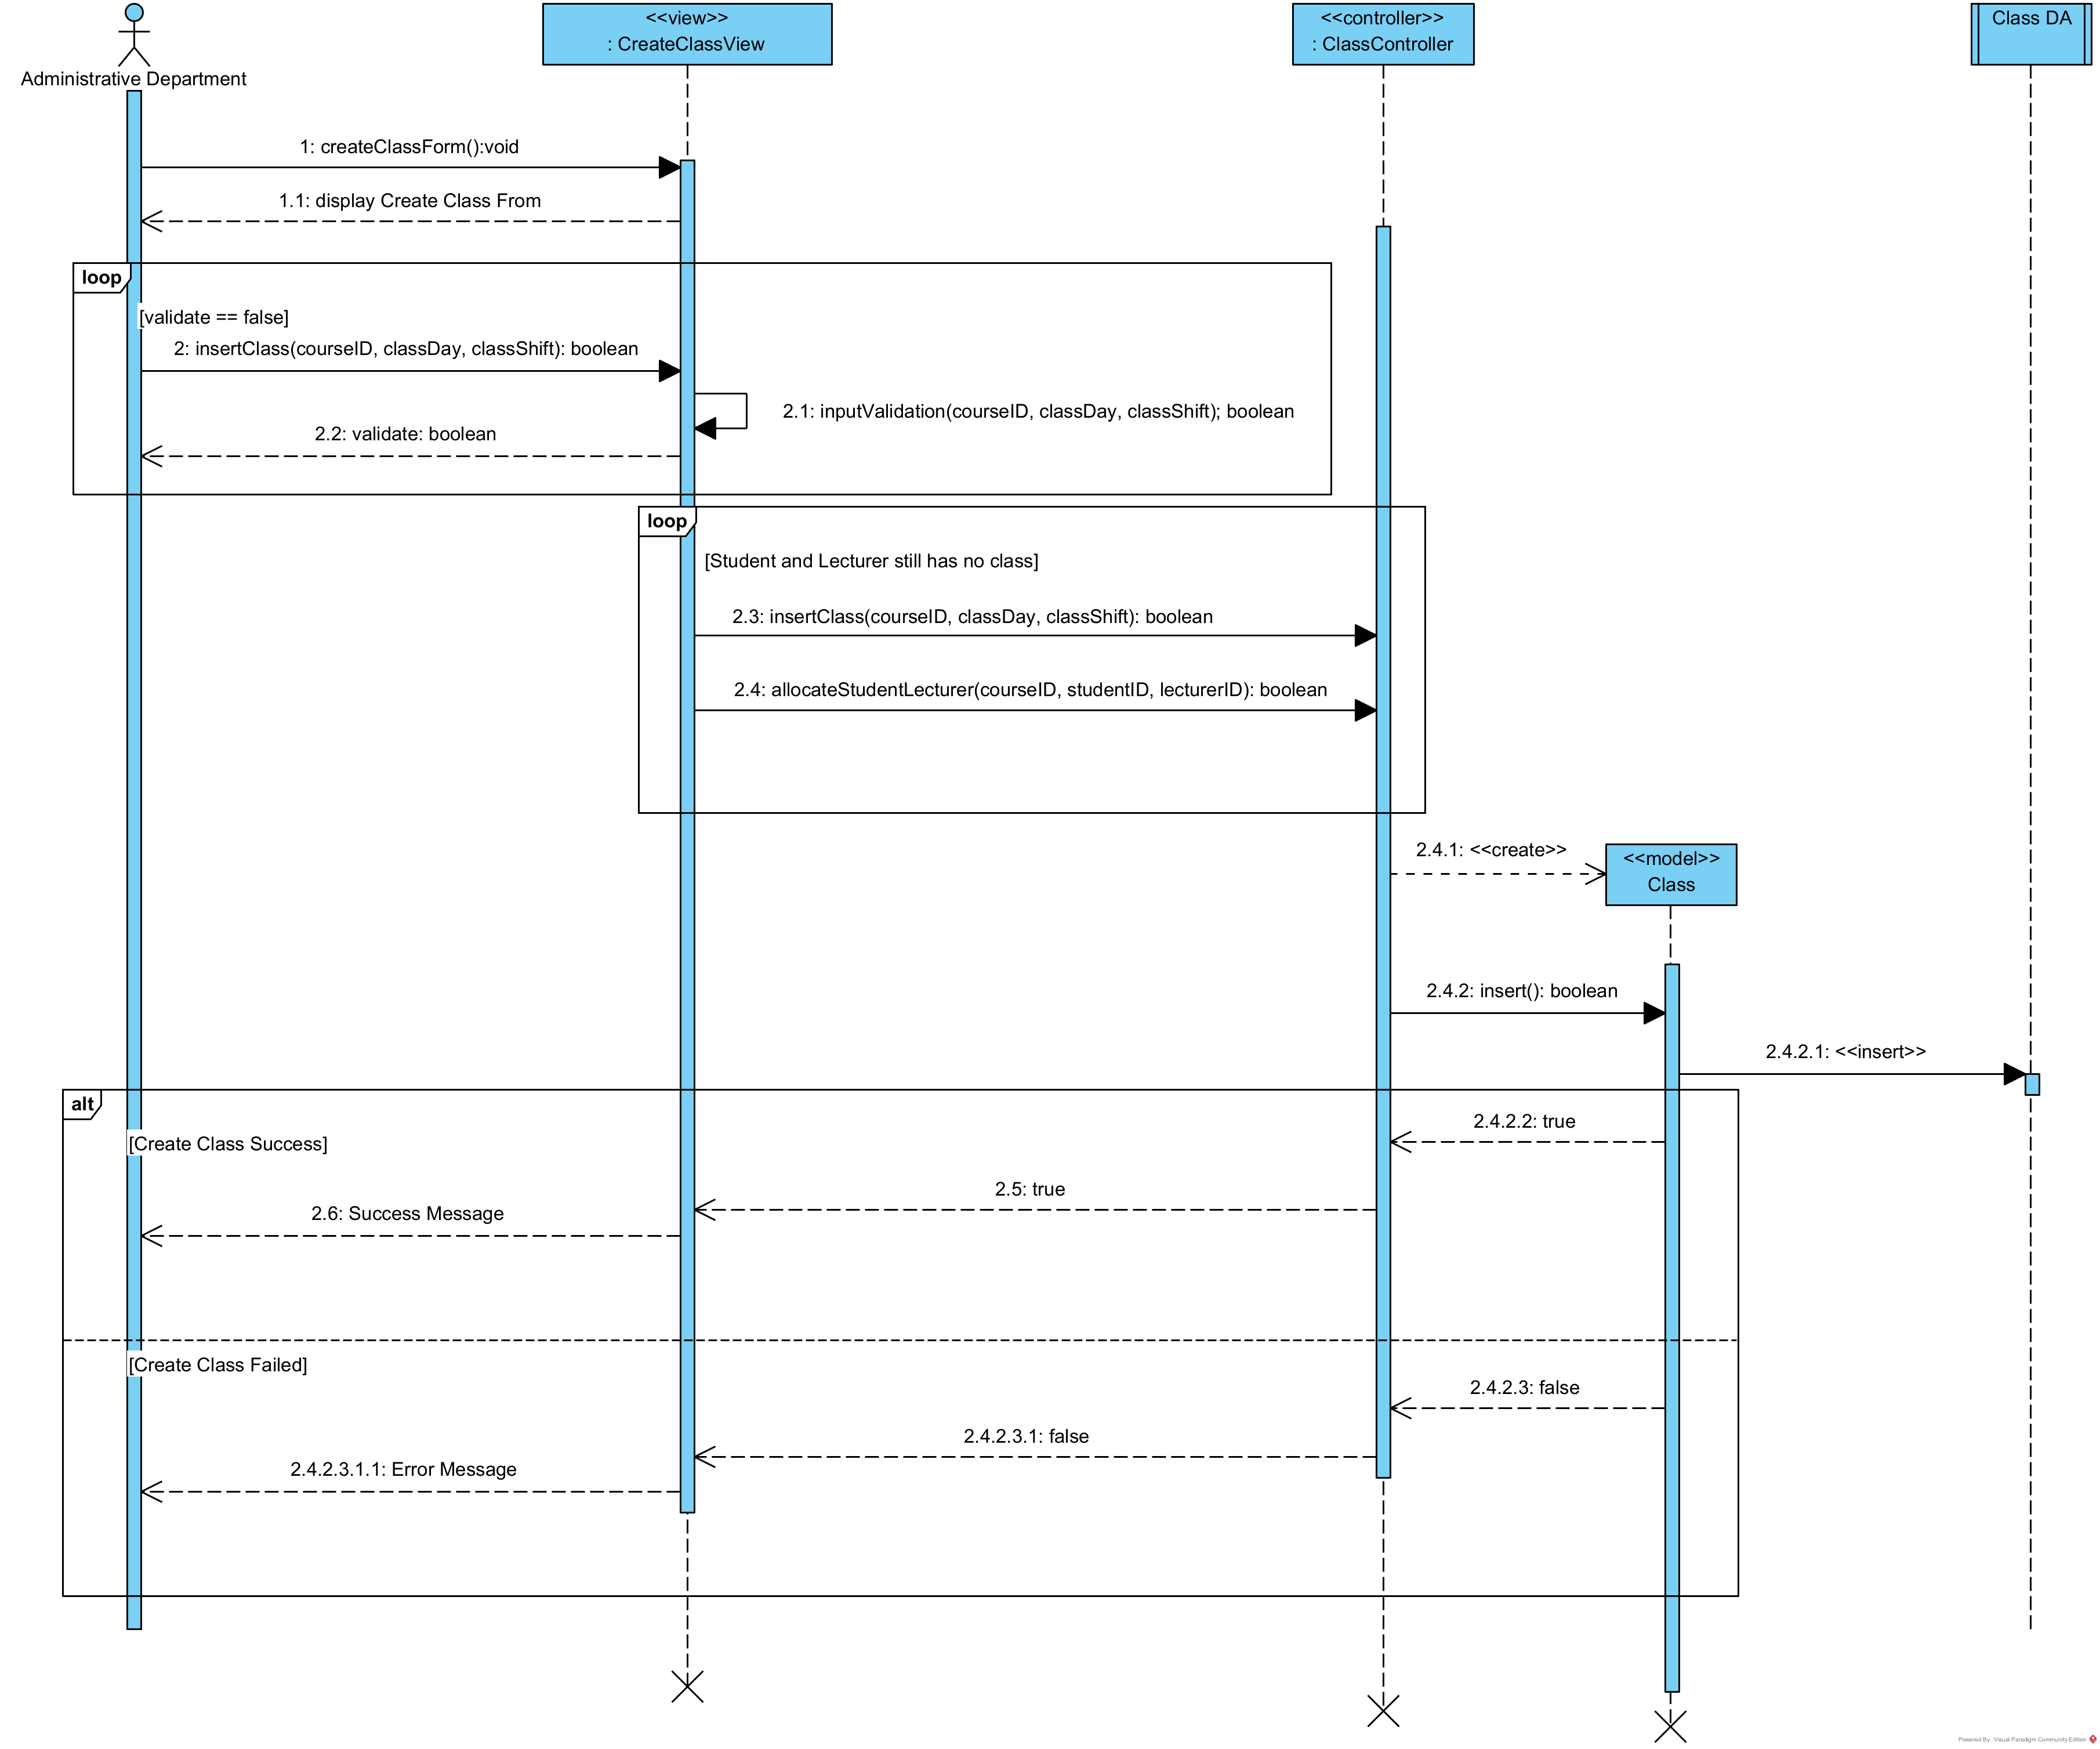 <<view>>
: CreateClassView
<<controller>>
: ClassController
Class DA
Administrative Department
1: createClassForm():void
1.1: display Create Class From
loop
[validate == false]
2: insertClass(courseID, classDay, classShift): boolean
2.1: inputValidation(courseID, classDay, classShift); boolean
2.2: validate: boolean
loop
[Student and Lecturer still has no class]
2.3: insertClass(courseID, classDay, classShift): boolean
2.4: allocateStudentLecturer(courseID, studentID, lecturerID): boolean
2.4.1: <<create>>
<<model>>
Class
2.4.2: insert(): boolean
2.4.2.1: <<insert>>
alt
2.4.2.2: true
[Create Class Success]
2.5: true
2.6: Success Message
[Create Class Failed]
2.4.2.3: false
2.4.2.3.1: false
2.4.2.3.1.1: Error Message
Powered By: Visual Paradigm Community Edition